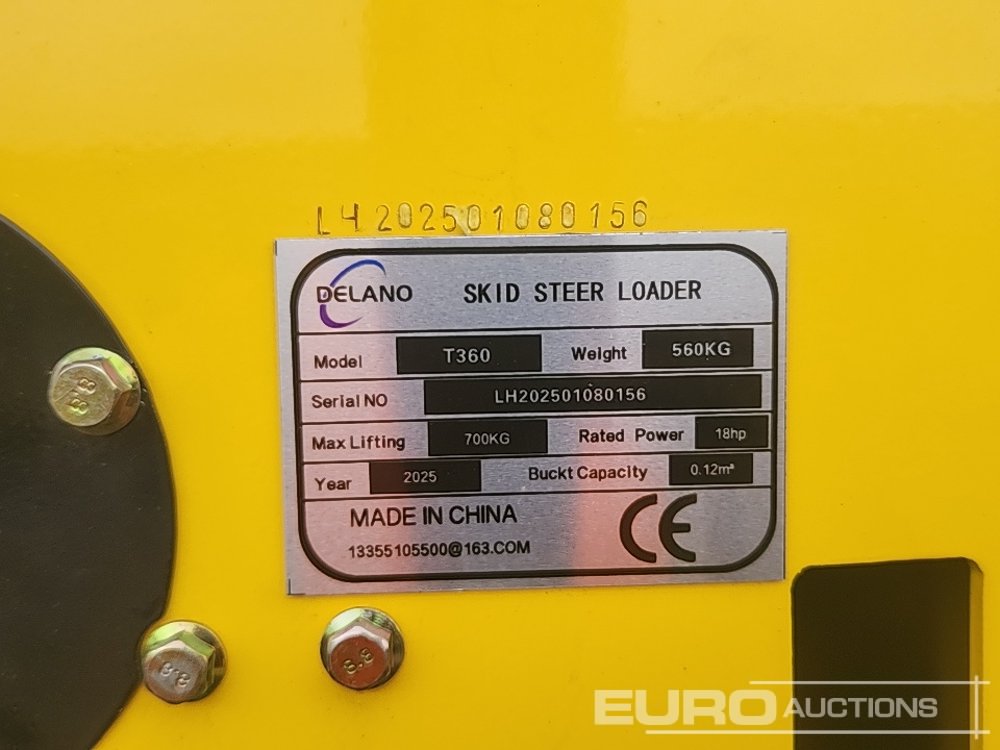 LH202501080156
DELANO SKID STEER LOADER
Model T360 Weight 560KG
Serial NO LH202501080156
Max Lifting 700KG Rated Power 18hp
Year 2025 Buckt Capacity 0.12m³
MADE IN CHINA
13355105500@163.COM
CE
8.8
8.8
8.8
EURO AUCTIONS